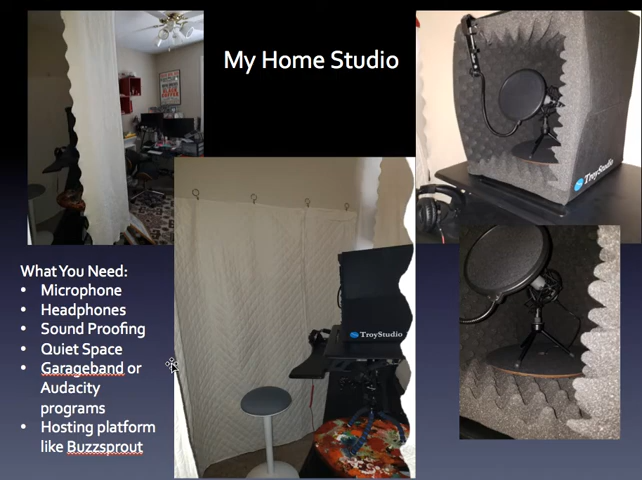 My Home Studio
TroyStudio
TroyStudio
What You Need:
• Microphone
• Headphones
• Sound Proofing
• Quiet Space
• Garageband or
Audacity
programs
• Hosting platform
like Buzzsprout